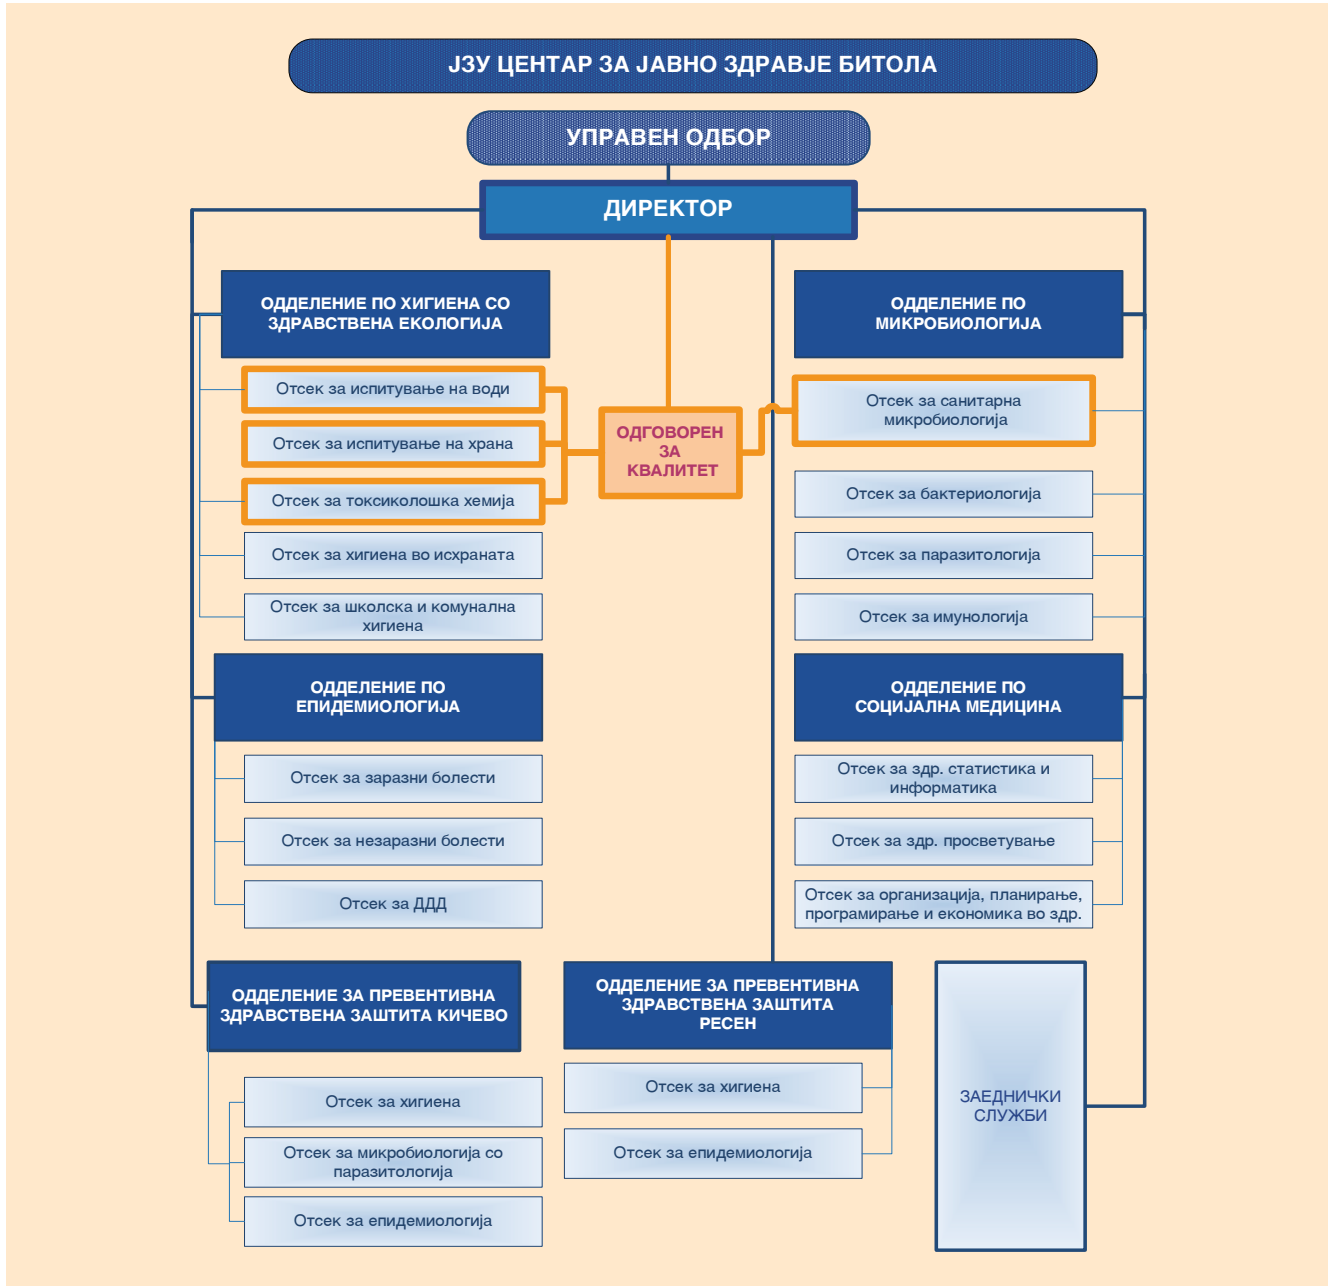 ЈЗУ ЦЕНТАР ЗА ЈАВНО ЗДРАВЈЕ БИТОЛА
УПРАВЕН ОДБОР
ДИРЕКТОР
ОДДЕЛЕНИЕ ПО ХИГИЕНА СО
ЗДРАВСТВЕНА ЕКОЛОГИЈА
Отсек за испитување на води
Отсек за испитување на храна
Отсек за токсиколошка хемија
Отсек за хигиена во исхраната
Отсек за школска и комунална
хигиена
ОДГОВОРЕН
ЗА
КВАЛИТЕТ
ОДДЕЛЕНИЕ ПО
МИКРОБИОЛОГИЈА
Отсек за санитарна
микробиологија
Отсек за бактериологија
Отсек за паразитологија
Отсек за имунологија
ОДДЕЛЕНИЕ ПО
ЕПИДЕМИОЛОГИЈА
Отсек за заразни болести
Отсек за незаразни болести
Отсек за ДДД
ОДДЕЛЕНИЕ ПО
СОЦИЈАЛНА МЕДИЦИНА
Отсек за здр. статистика и
информатика
Отсек за здр. просветување
Отсек за организација, планирање,
програмирање и економика во здр.
ОДДЕЛЕНИЕ ЗА ПРЕВЕНТИВНА
ЗДРАВСТВЕНА ЗАШТИТА КИЧЕВО
Отсек за хигиена
Отсек за микробиологија со
паразитологија
Отсек за епидемиологија
ОДДЕЛЕНИЕ ЗА ПРЕВЕНТИВНА
ЗДРАВСТВЕНА ЗАШТИТА
РЕСЕН
Отсек за хигиена
Отсек за епидемиологија
ЗАЕДНИЧКИ
СЛУЖБИ